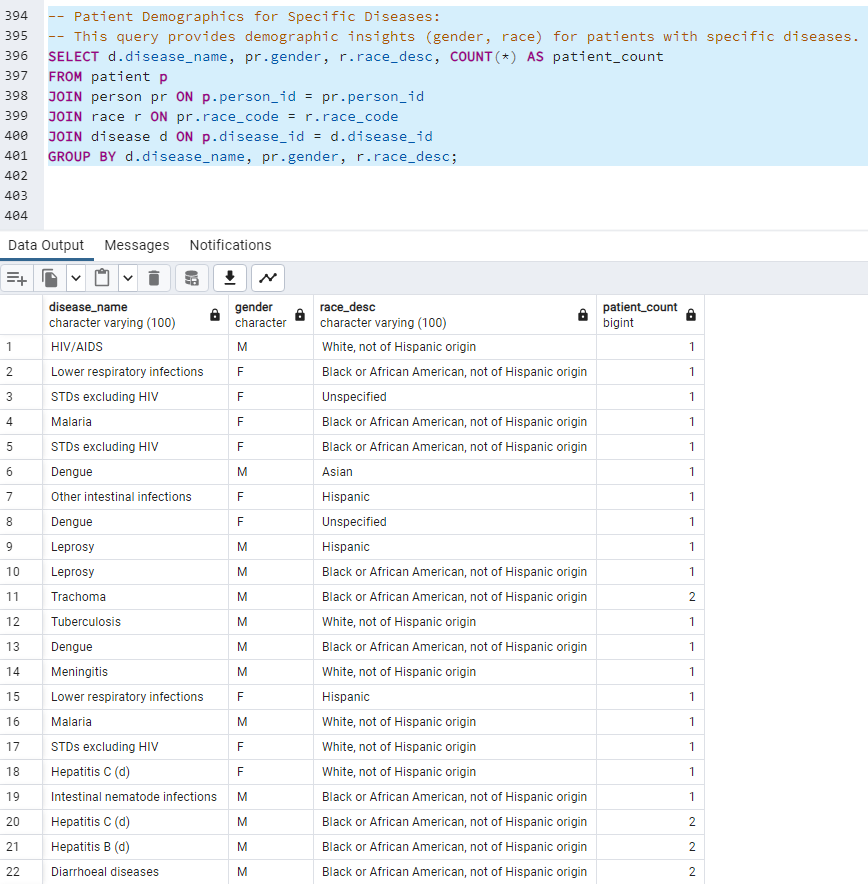 394 -- Patient Demographics for Specific Diseases:
395 -- This query provides demographic insights (gender, race) for patients with specific diseases.
396 SELECT d.disease_name, pr.gender, r.race_desc, COUNT(*) AS patient_count
397 FROM patient p
398 JOIN person pr ON p.person_id = pr.person_id
399 JOIN race r ON pr.race_code = r.race_code
400 JOIN disease d ON p.disease_id = d.disease_id
401 GROUP BY d.disease_name, pr.gender, r.race_desc;
402
403
404
Data Output Messages Notifications
disease_name gender race_desc patient_count
character varying (100) character character varying (100) bigint
1 HIV/AIDS M White, not of Hispanic origin 1
2 Lower respiratory infections F Black or African American, not of Hispanic origin 1
3 STDs excluding HIV F Unspecified 1
4 Malaria F Black or African American, not of Hispanic origin 1
5 STDs excluding HIV F Black or African American, not of Hispanic origin 1
6 Dengue M Asian 1
7 Other intestinal infections F Hispanic 1
8 Dengue F Unspecified 1
9 Leprosy M Hispanic 1
10 Leprosy M Black or African American, not of Hispanic origin 1
11 Trachoma M Black or African American, not of Hispanic origin 2
12 Tuberculosis M White, not of Hispanic origin 1
13 Dengue M Black or African American, not of Hispanic origin 1
14 Meningitis M White, not of Hispanic origin 1
15 Lower respiratory infections F Hispanic 1
16 Malaria M White, not of Hispanic origin 1
17 STDs excluding HIV F White, not of Hispanic origin 1
18 Hepatitis C (d) F White, not of Hispanic origin 1
19 Intestinal nematode infections M Black or African American, not of Hispanic origin 1
20 Hepatitis C (d) M Black or African American, not of Hispanic origin 2
21 Hepatitis B (d) M Black or African American, not of Hispanic origin 2
22 Diarrhoeal diseases M Black or African American, not of Hispanic origin 2